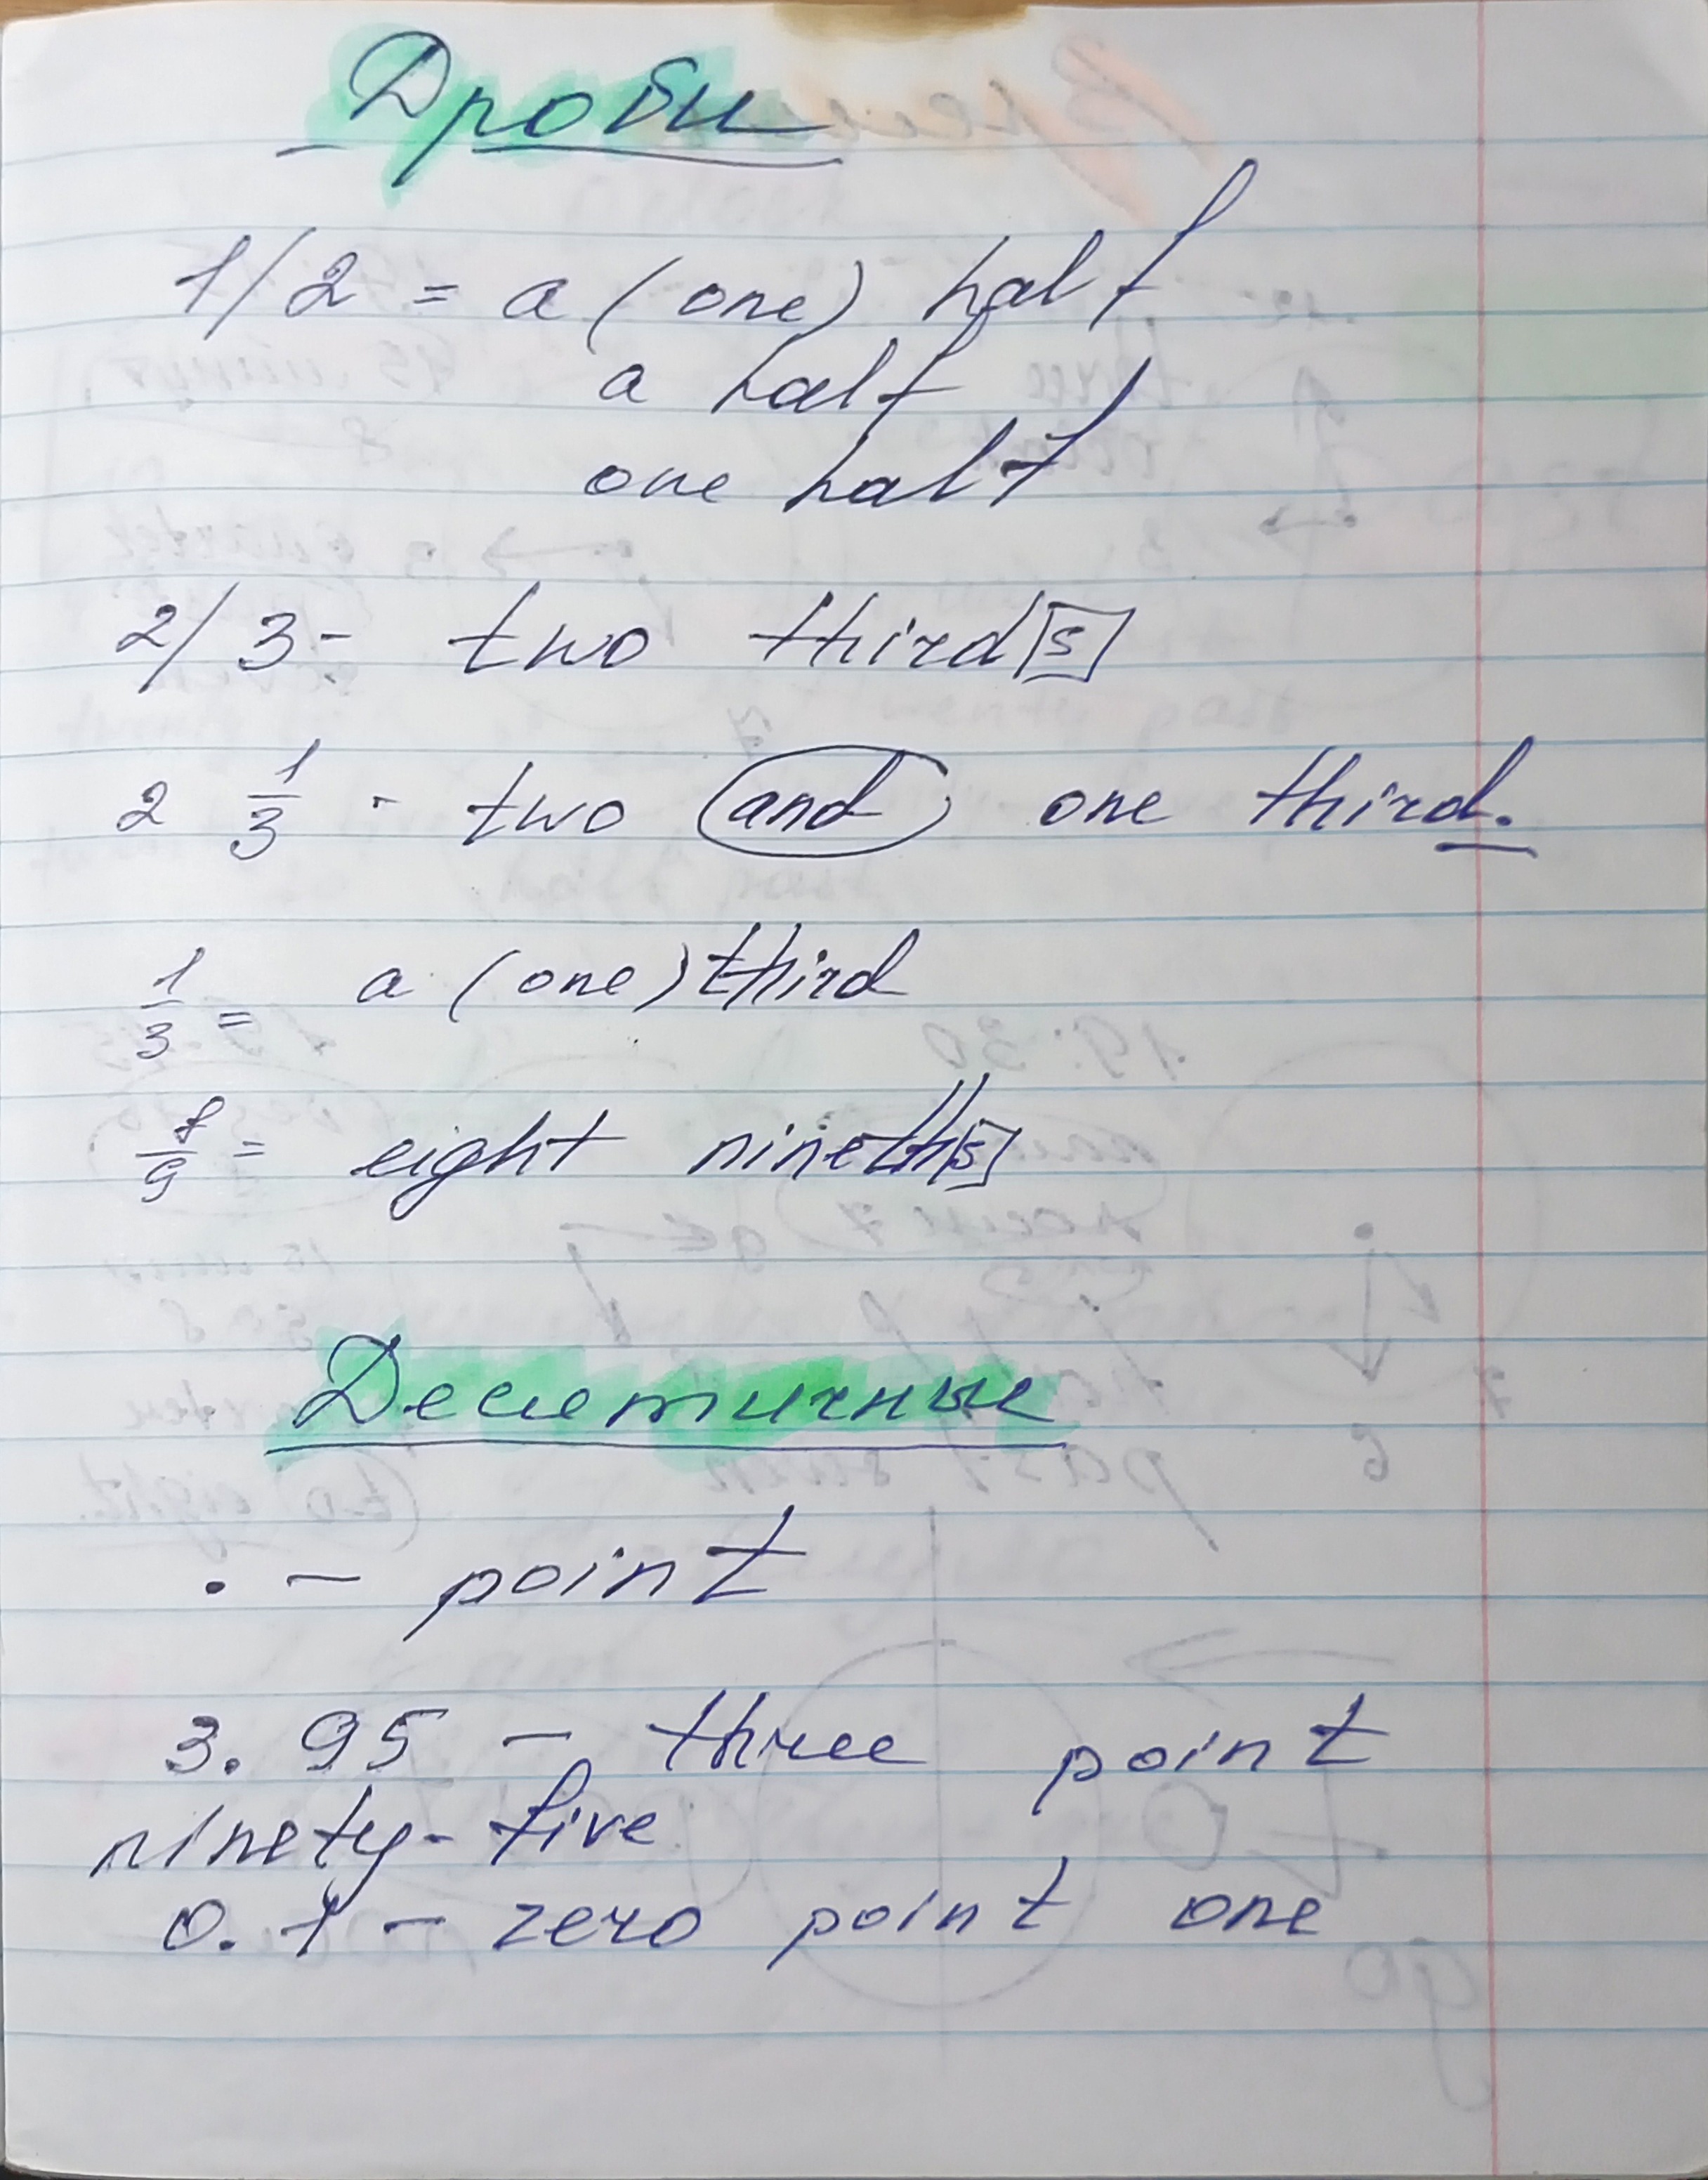 Дроби
1/2 = a (one) half
a half
one half
2/3 - two third[s]
2 1/3 - two (and) one third.
1/3 = a (one) third
8/9 = eight nineth[s]
Десятичные
. - point
3. 95 - three point
ninety-five
0. 1 - zero point one